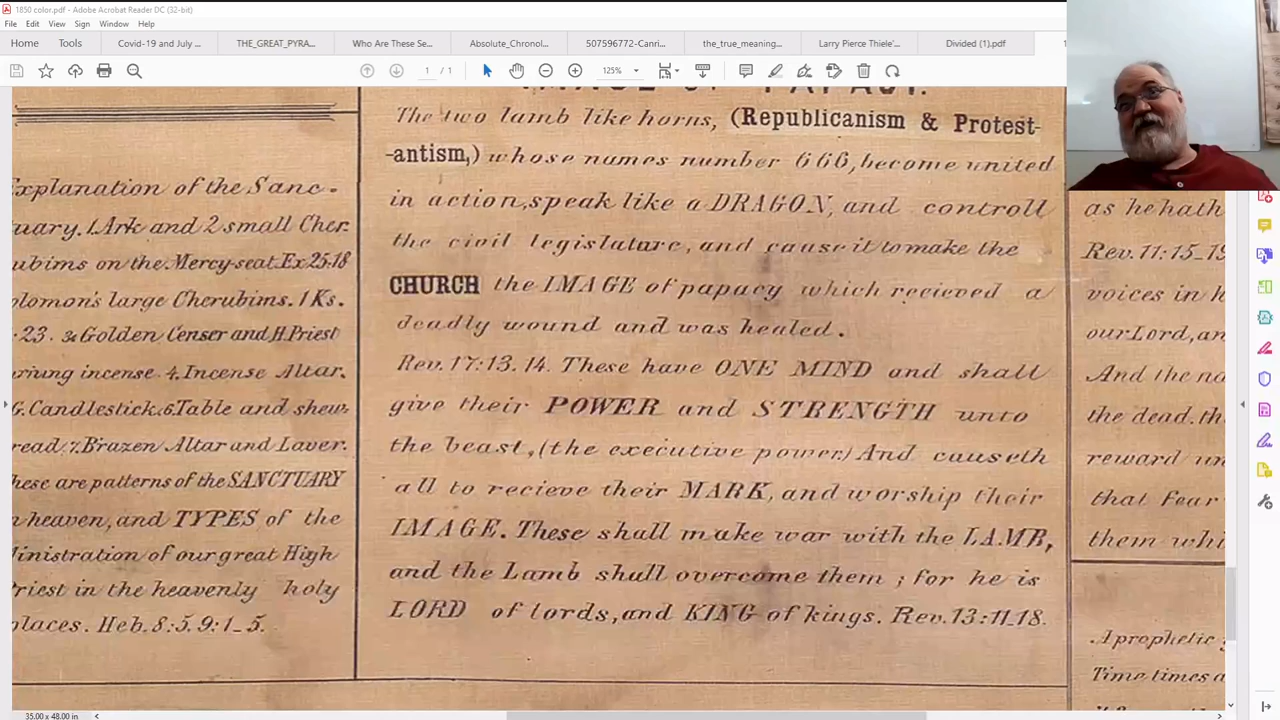 1850 color.pdf - Adobe Acrobat Reader DC (32-bit)
File Edit View Sign Window Help
Home Tools Covid-19 and July ... THE_GREAT_PYRA... Who Are These Se... Absolute_Chronol... 507596772-Canri... the_true_meaning... Larry Pierce Thiele'... Divided (1).pdf
1 / 1 125%
Explanation of the Sanc-
tuary. 1 Ark and 2 small Cher-
ubims on the Mercy-seat. Ex 25.18
olomon's large Cherubims. 1 Ks.
:23. 3. Golden Censer and H. Priest
urning incense 4. Incense Altar.
. Candlestick. 6. Table and shew-
read 7. Brazen Altar and Laver.
hese are patterns of the SANCTUARY
n heaven, and TYPES of the
inistration of our great High
riest in the heavenly holy
laces. Heb. 8:5. 9:1_5.
The two lamb like horns, (Republicanism & Protest-
-antism,) whose names number 666, become united
in action, speak like a DRAGON, and controll
the civil legislature, and cause it to make the
CHURCH the IMAGE of papacy which recieved a
deadly wound and was healed.
Rev. 17:13.14. These have ONE MIND and shall
give their POWER and STRENGTH unto
the beast, (the executive power.) And causeth
all to recieve their MARK, and worship their
IMAGE. These shall make war with the LAMB,
and the Lamb shall overcome them ; for he is
LORD of lords, and KING of kings. Rev. 13:11_18.
as he hath
Rev. 11:15_19
voices in h
our Lord, an
And the na
the dead. th
reward un
that fear
them whi
A prophetic y
Time times a
35.00 x 48.00 in